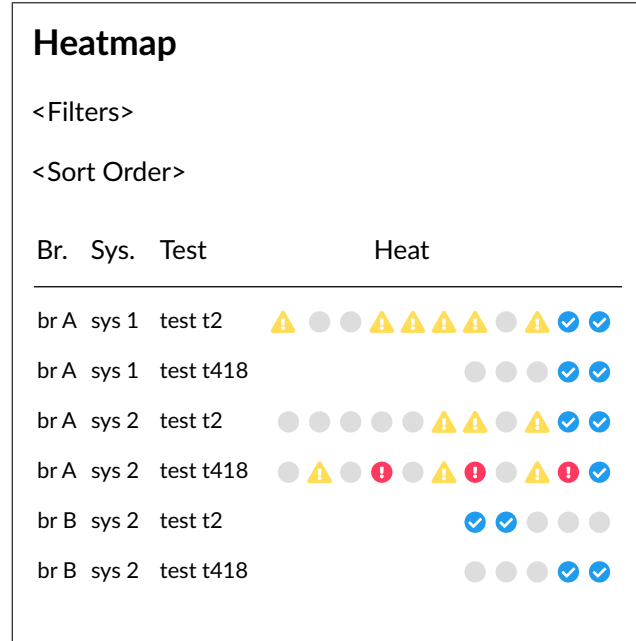 Heatmap
<Filters>
<Sort Order>
Br. Sys. Test Heat
br A sys 1 test t2
br A sys 1 test t418
br A sys 2 test t2
br A sys 2 test t418
br B sys 2 test t2
br B sys 2 test t418